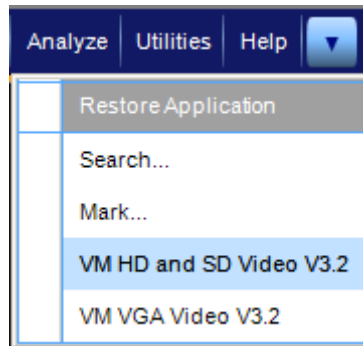 Analyze Utilities Help
Restore Application
Search...
Mark...
VM HD and SD Video V3.2
VM VGA Video V3.2